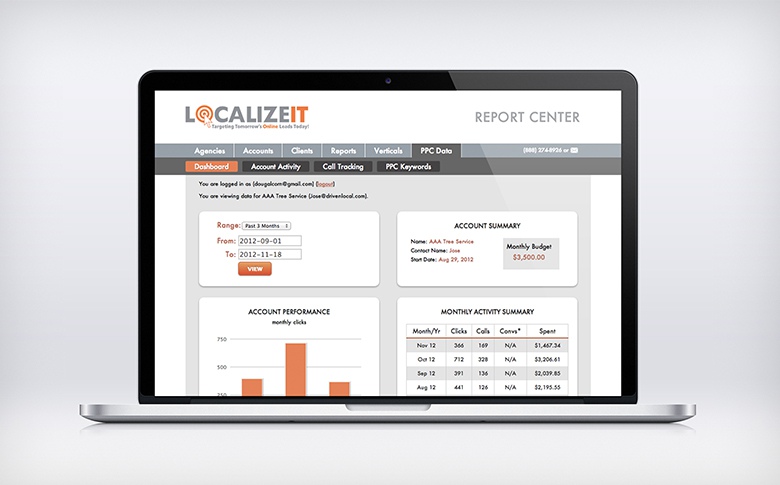 LOCALIZEIT
Targeting Tomorrow's Online Leads Today!
REPORT CENTER
Agencies Accounts Clients Reports Verticals PPC Data (888) 374-8926 or
Dashboard Account Activity Call Tracking PPC Keywords
You are logged in as (dougalcorn@gmail.com) (logout)
You are viewing data for AAA Tree Service (Jose@drivenlocal.com).
Range: Past 3 Months
From: 2012-09-01
To: 2012-11-18
VIEW
ACCOUNT SUMMARY
Name: AAA Tree Service
Contact Name: Jose
Start Date: Aug 29, 2012
Monthly Budget
$3,500.00
ACCOUNT PERFORMANCE
monthly clicks
750
500
250
MONTHLY ACTIVITY SUMMARY
Month/Yr Clicks Calls Convs* Spent
Nov 12 366 169 N/A $1,467.34
Oct 12 712 328 N/A $3,206.61
Sep 12 391 136 N/A $2,039.85
Aug 12 441 126 N/A $2,195.55